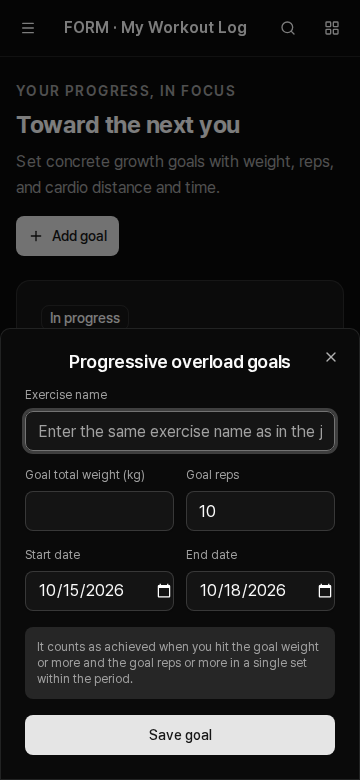 FORM · My Workout Log
YOUR PROGRESS, IN FOCUS
Toward the next you
Set concrete growth goals with weight, reps,
and cardio distance and time.
Add goal
In progress
Progressive overload goals
Exercise name
Enter the same exercise name as in the j
Goal total weight (kg)
Goal reps
10
Start date
End date
10/15/2026
10/18/2026
It counts as achieved when you hit the goal weight
or more and the goal reps or more in a single set
within the period.
Save goal